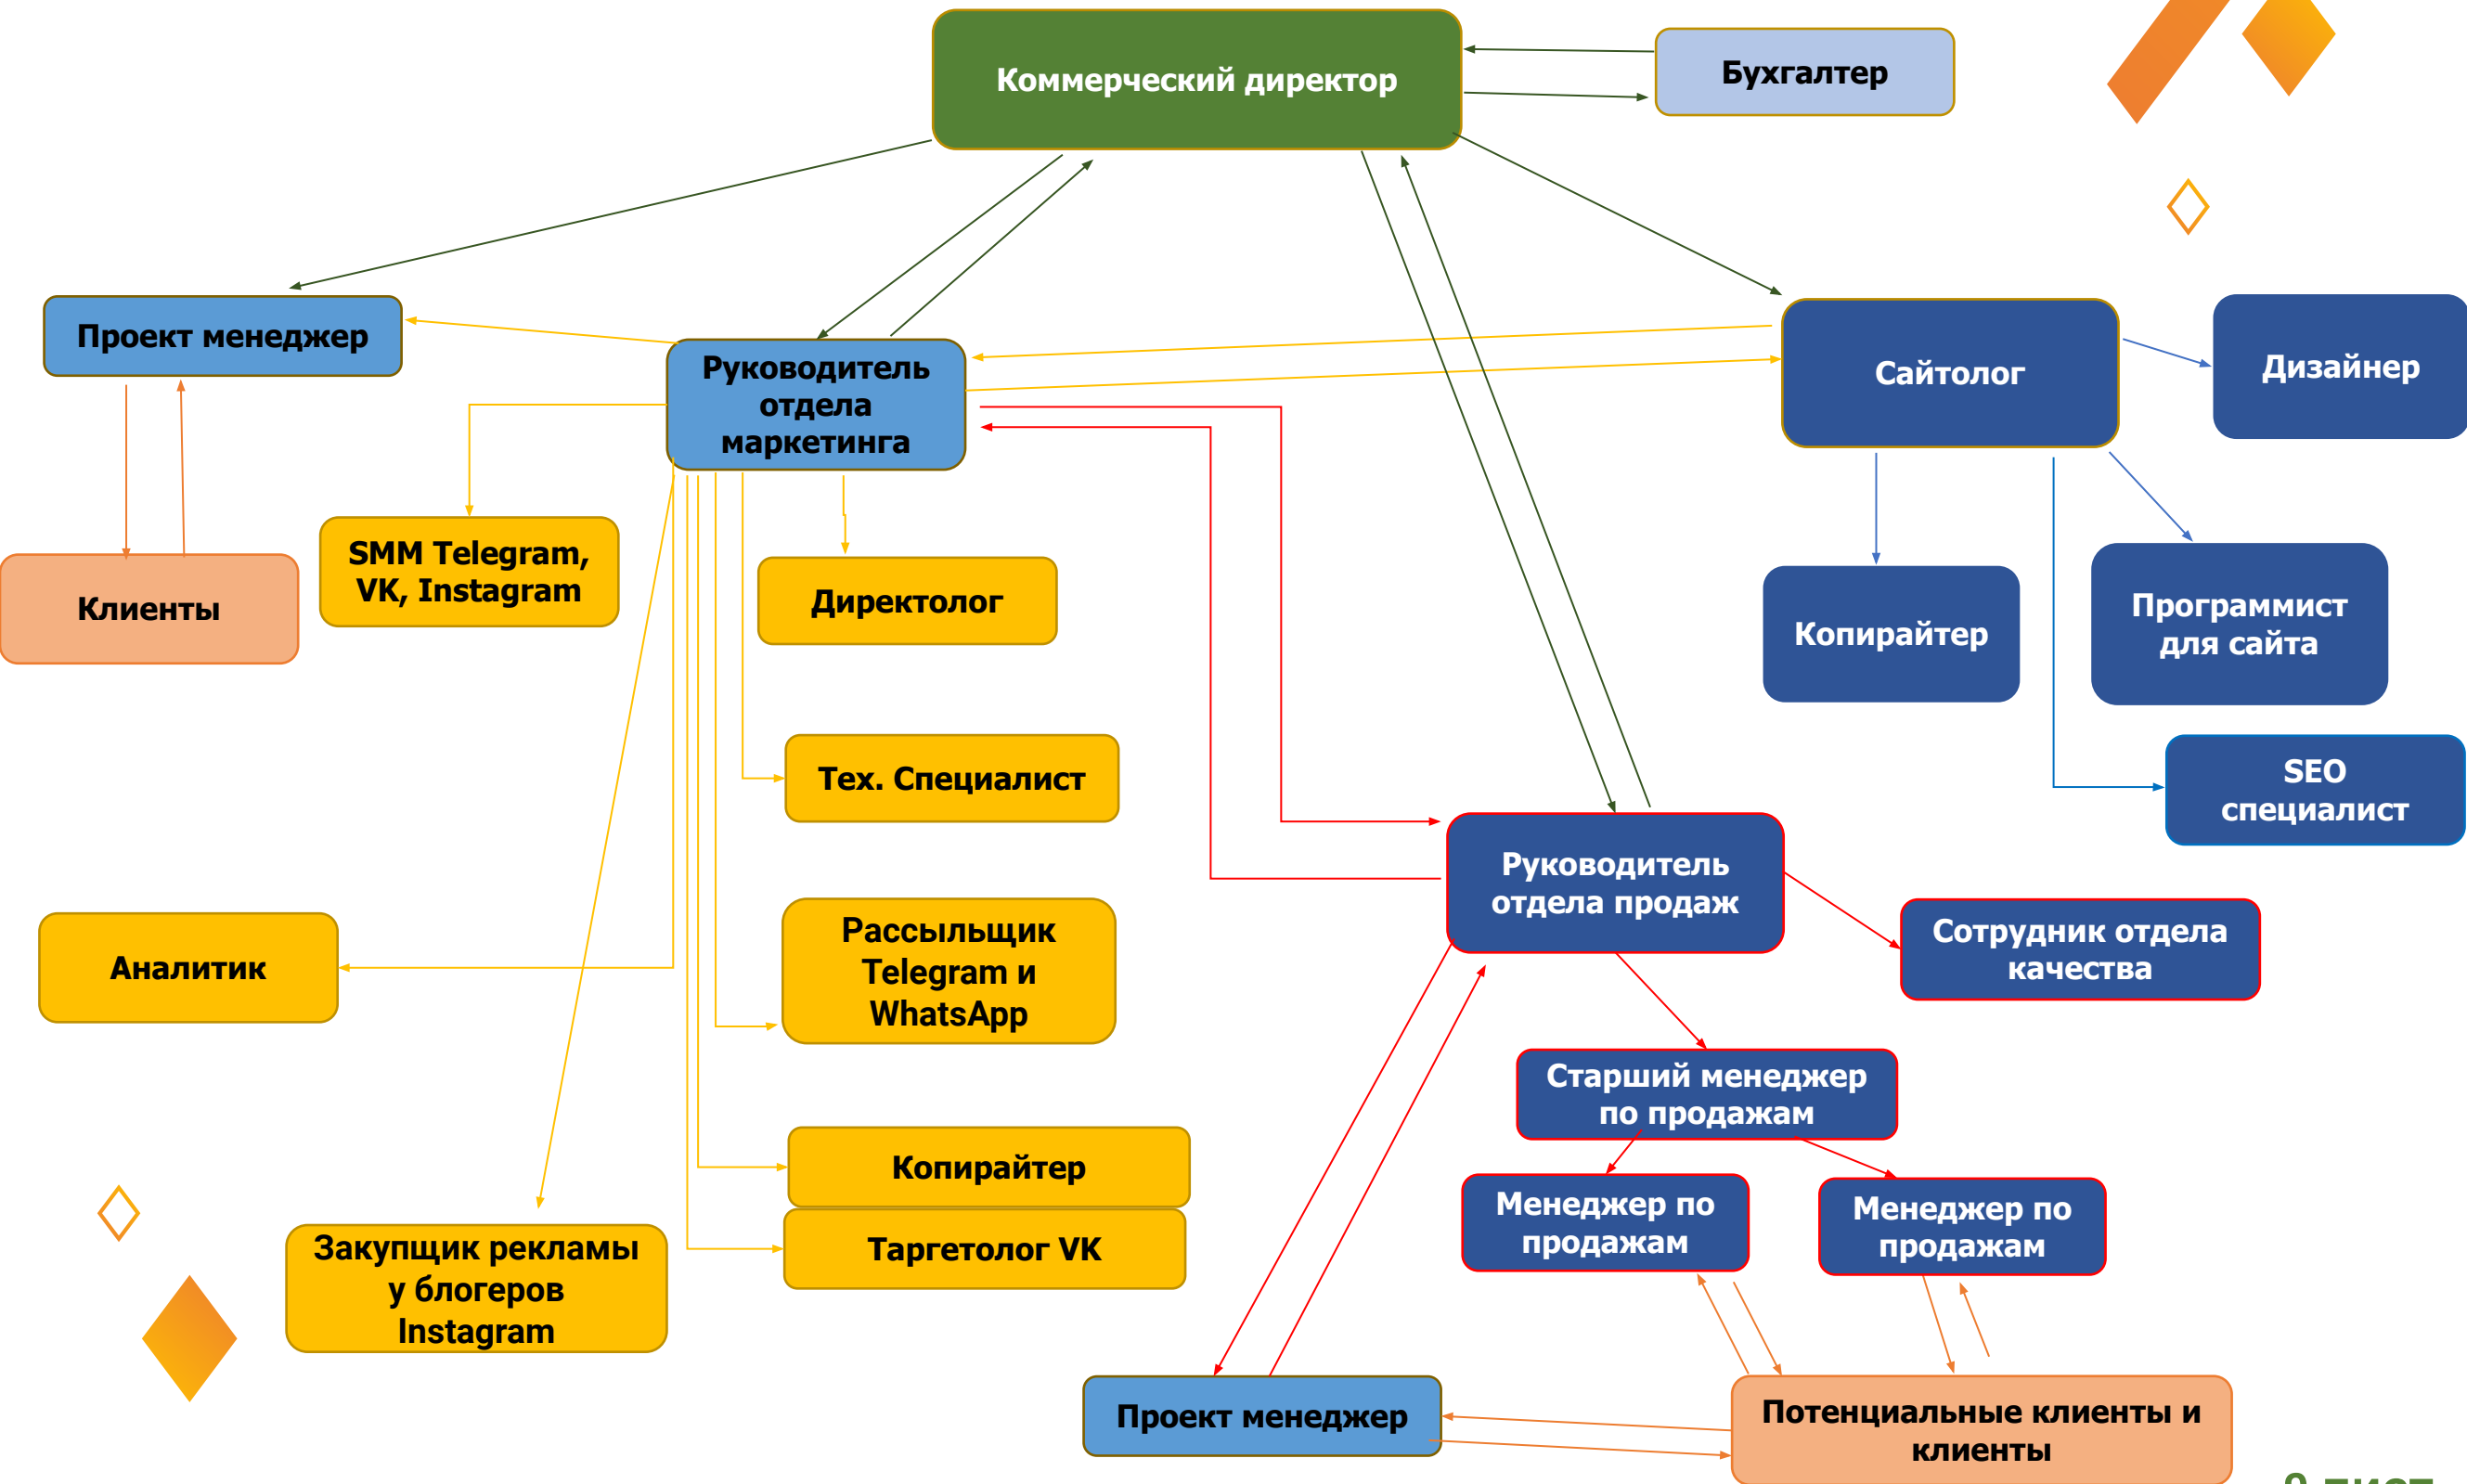 Коммерческий директор
Бухгалтер
Проект менеджер
Руководитель
отдела
маркетинга
Сайтолог
Дизайнер
Клиенты
SMM Telegram,
VK, Instagram
Директолог
Копирайтер
Программист
для сайта
Тех. Специалист
SEO
специалист
Руководитель
отдела продаж
Аналитик
Рассыльщик
Telegram и
WhatsApp
Сотрудник отдела
качества
Старший менеджер
по продажам
Копирайтер
Таргетолог VK
Закупщик рекламы
у блогеров
Instagram
Менеджер по
продажам
Менеджер по
продажам
Проект менеджер
Потенциальные клиенты и
клиенты